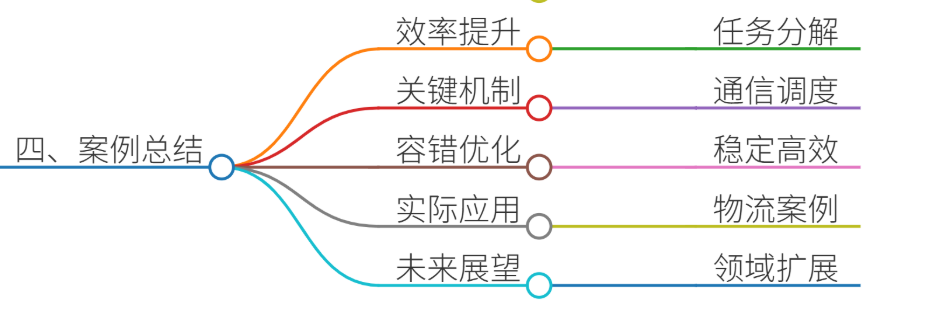 效率提升 任务分解
关键机制 通信调度
四、案例总结 容错优化 稳定高效
实际应用 物流案例
未来展望 领域扩展